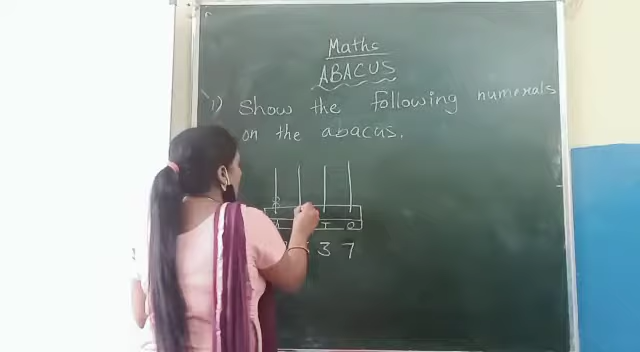 Maths
ABACUS
1) Show the following numerals
on the abacus.
T O
3 7